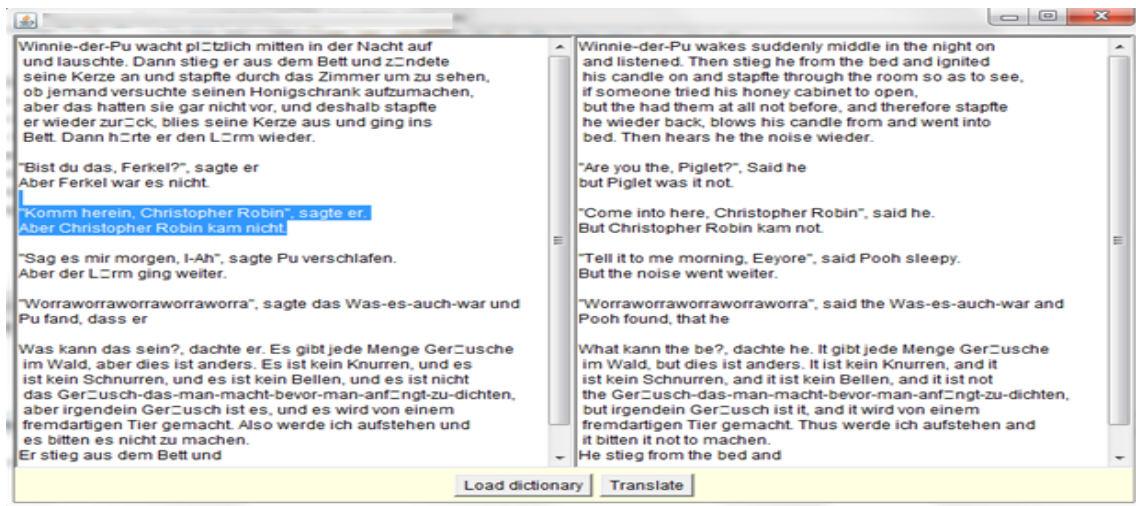 Winnie-der-Pu wacht pl□tzlich mitten in der Nacht auf
und lauschte. Dann stieg er aus dem Bett und z□ndete
seine Kerze an und stapfte durch das Zimmer um zu sehen,
ob jemand versuchte seinen Honigschrank aufzumachen,
aber das hatten sie gar nicht vor, und deshalb stapfte
er wieder zur□ck, blies seine Kerze aus und ging ins
Bett. Dann h□rte er den L□rm wieder.
"Bist du das, Ferkel?", sagte er
Aber Ferkel war es nicht.
"Komm herein, Christopher Robin", sagte er.
Aber Christopher Robin kam nicht.
"Sag es mir morgen, I-Ah", sagte Pu verschlafen.
Aber der L□rm ging weiter.
"Worraworraworraworraworra", sagte das Was-es-auch-war und
Pu fand, dass er
Was kann das sein?, dachte er. Es gibt jede Menge Ger□usche
im Wald, aber dies ist anders. Es ist kein Knurren, und es
ist kein Schnurren, und es ist kein Bellen, und es ist nicht
das Ger□usch-das-man-macht-bevor-man-anf□ngt-zu-dichten,
aber irgendein Ger□usch ist es, und es wird von einem
fremdartigen Tier gemacht. Also werde ich aufstehen und
es bitten es nicht zu machen.
Er stieg aus dem Bett und
Winnie-der-Pu wakes suddenly middle in the night on
and listened. Then stieg he from the bed and ignited
his candle on and stapfte through the room so as to see,
if someone tried his honey cabinet to open,
but the had them at all not before, and therefore stapfte
he wieder back, blows his candle from and went into
bed. Then hears he the noise wieder.
"Are you the, Piglet?", Said he
but Piglet was it not.
"Come into here, Christopher Robin", said he.
But Christopher Robin kam not.
"Tell it to me morning, Eeyore", said Pooh sleepy.
But the noise went weiter.
"Worraworraworraworraworra", said the Was-es-auch-war and
Pooh found, that he
What kann the be?, dachte he. It gibt jede Menge Ger□usche
im Wald, but dies ist anders. It ist kein Knurren, and it
ist kein Schnurren, and it ist kein Bellen, and it ist not
the Ger□usch-das-man-macht-bevor-man-anf□ngt-zu-dichten,
but irgendein Ger□usch ist it, and it wird von einem
fremdartigen Tier gemacht. Thus werde ich aufstehen and
it bitten it not to machen.
He stieg from the bed and
Load dictionary
Translate